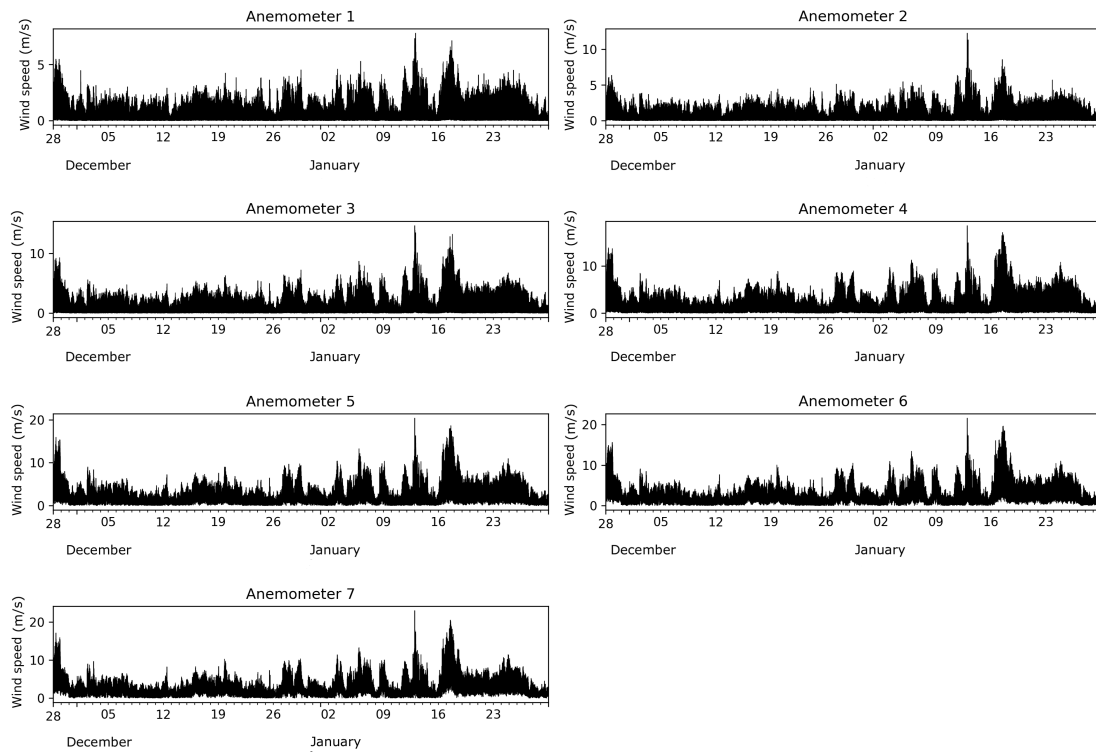 Anemometer 1
Wind speed (m/s)
5
0
28 05 12 19 26 02 09 16 23
December January
Anemometer 2
Wind speed (m/s)
10
5
0
28 05 12 19 26 02 09 16 23
December January
Anemometer 3
Wind speed (m/s)
10
0
28 05 12 19 26 02 09 16 23
December January
Anemometer 4
Wind speed (m/s)
10
0
28 05 12 19 26 02 09 16 23
December January
Anemometer 5
Wind speed (m/s)
20
10
0
28 05 12 19 26 02 09 16 23
December January
Anemometer 6
Wind speed (m/s)
20
10
0
28 05 12 19 26 02 09 16 23
December January
Anemometer 7
Wind speed (m/s)
20
10
0
28 05 12 19 26 02 09 16 23
December January